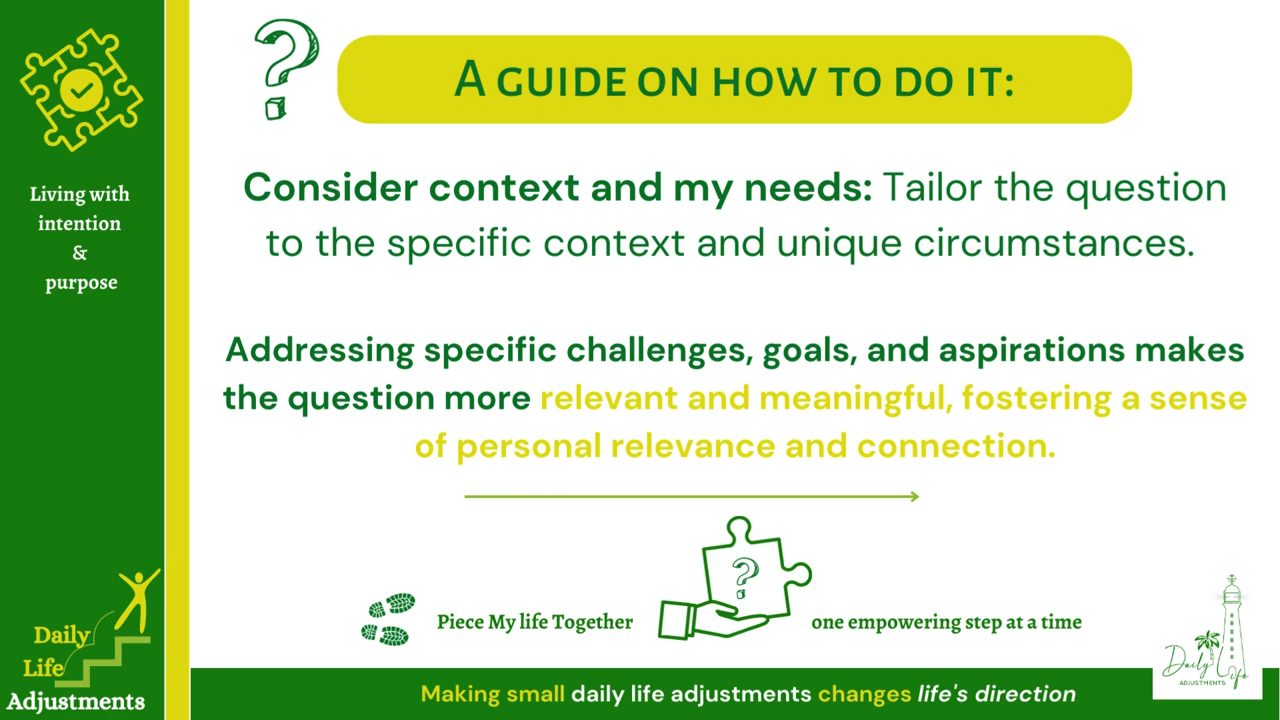 Living with
intention
&
purpose
Daily
Life
Adjustments
?
A GUIDE ON HOW TO DO IT:
Consider context and my needs: Tailor the question
to the specific context and unique circumstances.
Addressing specific challenges, goals, and aspirations makes
the question more relevant and meaningful, fostering a sense
of personal relevance and connection.
?
Piece My life Together
one empowering step at a time
Making small daily life adjustments changes life's direction
Daily Life
ADJUSTMENTS